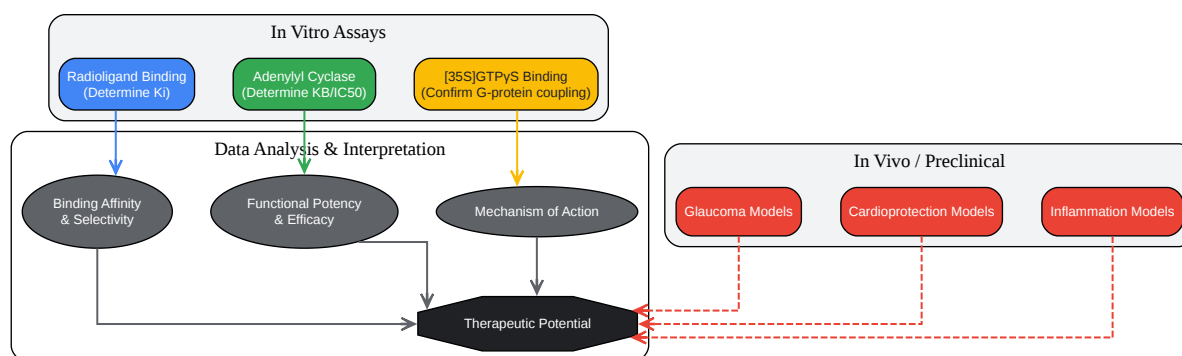 In Vitro Assays
Radioligand Binding
(Determine Ki)
Adenylyl Cyclase
(Determine KB/IC50)
[35S]GTPγS Binding
(Confirm G-protein coupling)
Data Analysis & Interpretation
Binding Affinity
& Selectivity
Functional Potency
& Efficacy
Mechanism of Action
Therapeutic Potential
In Vivo / Preclinical
Glaucoma Models
Cardioprotection Models
Inflammation Models